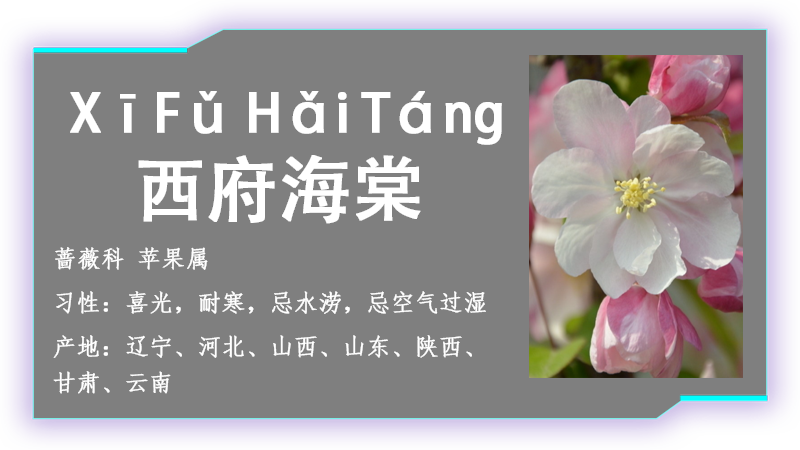 XīFǔ HǎiTáng
西府海棠
蔷薇科 苹果属
习性：喜光，耐寒，忌水涝，忌空气过湿
产地：辽宁、河北、山西、山东、陕西、
甘肃、云南